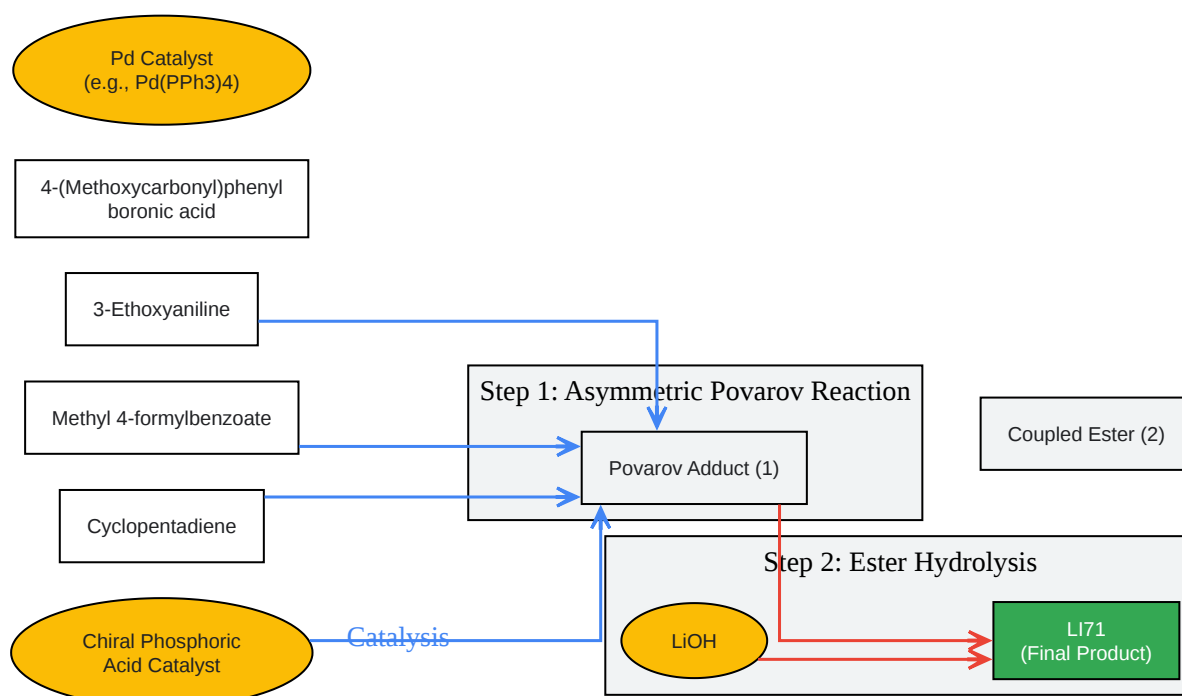 Pd Catalyst
(e.g., Pd(PPh3)4)
4-(Methoxycarbonyl)phenyl
boronic acid
3-Ethoxyaniline
Step 1: Asymmetric Povarov Reaction
Methyl 4-formylbenzoate
Povarov Adduct (1)
Coupled Ester (2)
Cyclopentadiene
Step 2: Ester Hydrolysis
Chiral Phosphoric
Acid Catalyst
Catalysis
LiOH
LI71
(Final Product)